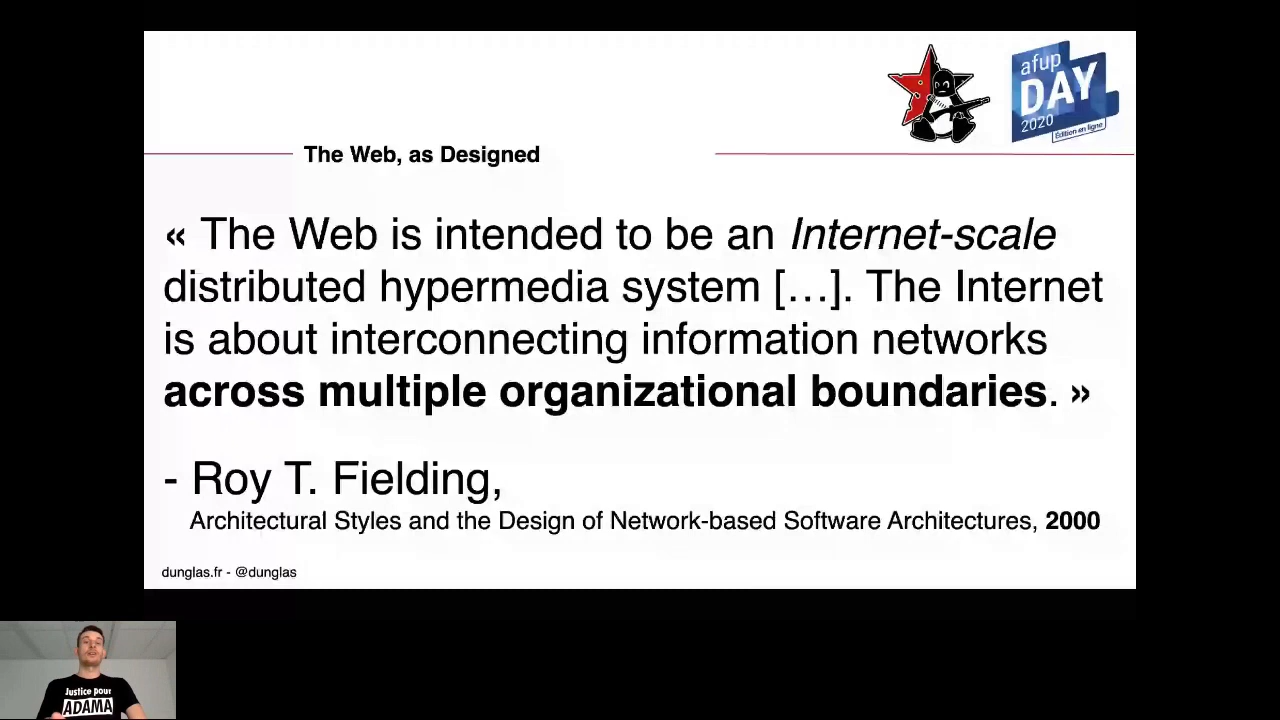 afup
DAY
2020
Édition en ligne
The Web, as Designed
« The Web is intended to be an Internet-scale
distributed hypermedia system […]. The Internet
is about interconnecting information networks
across multiple organizational boundaries. »
- Roy T. Fielding,
Architectural Styles and the Design of Network-based Software Architectures, 2000
dunglas.fr - @dunglas
Justice pour
ADAMA